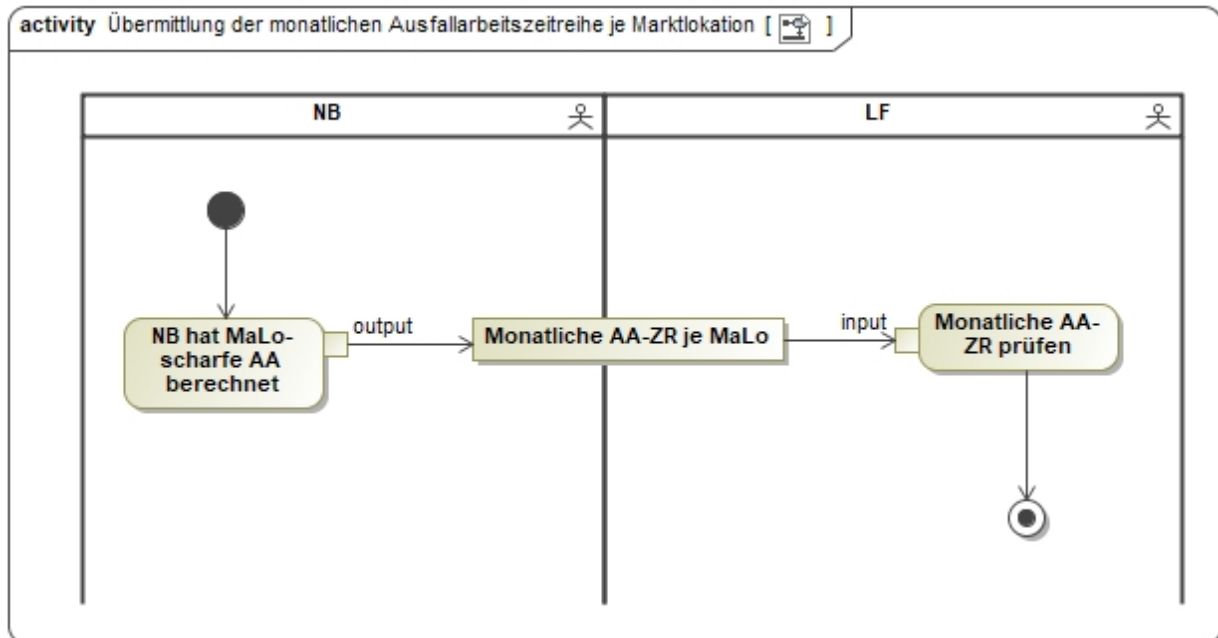 activity Übermittlung der monatlichen Ausfallarbeitszeitreihe je Marktlokation [ ]
NB
LF
NB hat MaLo-
scharfe AA
berechnet
output
Monatliche AA-ZR je MaLo
input
Monatliche AA-
ZR prüfen